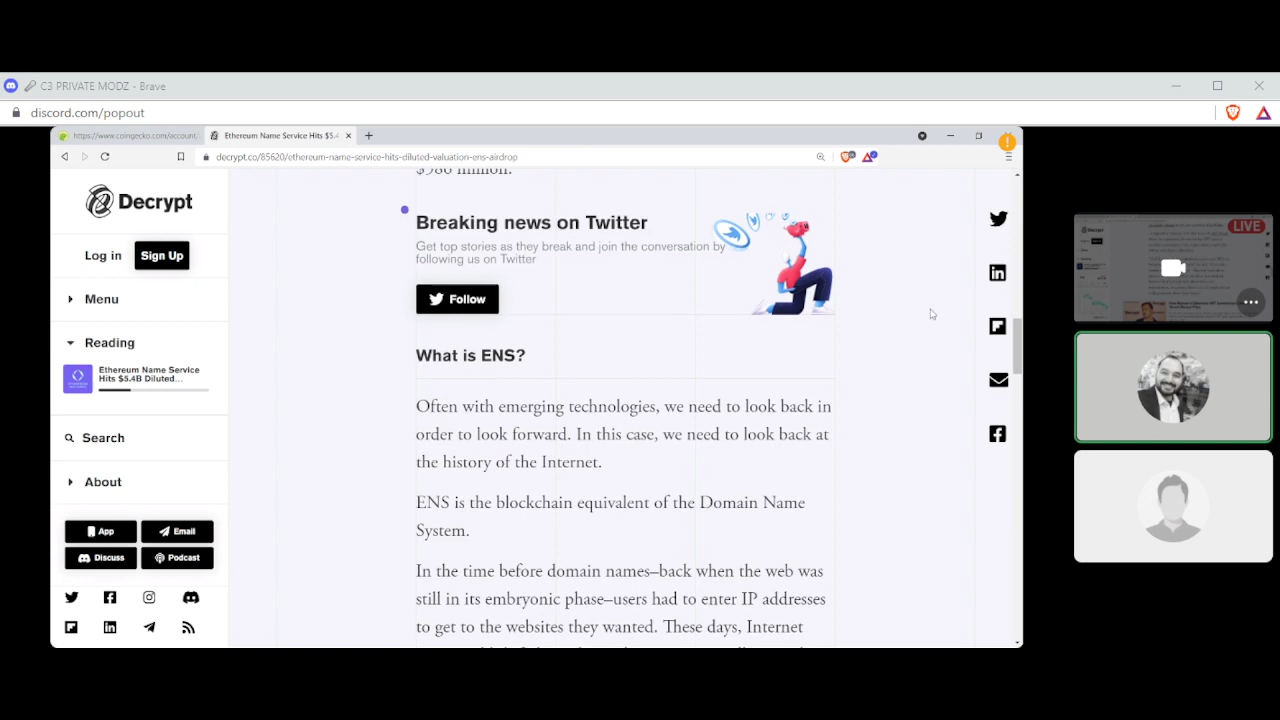 C3 PRIVATE MODZ - Brave
discord.com/popout
https://www.coingecko.com/account/
Ethereum Name Service Hits $5.4
decrypt.co/85620/ethereum-name-service-hits-diluted-valuation-ens-airdrop
Decrypt
Log in
Sign Up
Menu
Reading
Ethereum Name Service
Hits $5.4B Diluted...
Search
About
App
Email
Discuss
Podcast
$980 million.
Breaking news on Twitter
Get top stories as they break and join the conversation by
following us on Twitter
Follow
What is ENS?
Often with emerging technologies, we need to look back in
order to look forward. In this case, we need to look back at
the history of the Internet.
ENS is the blockchain equivalent of the Domain Name
System.
In the time before domain names–back when the web was
still in its embryonic phase–users had to enter IP addresses
to get to the websites they wanted. These days, Internet
LIVE